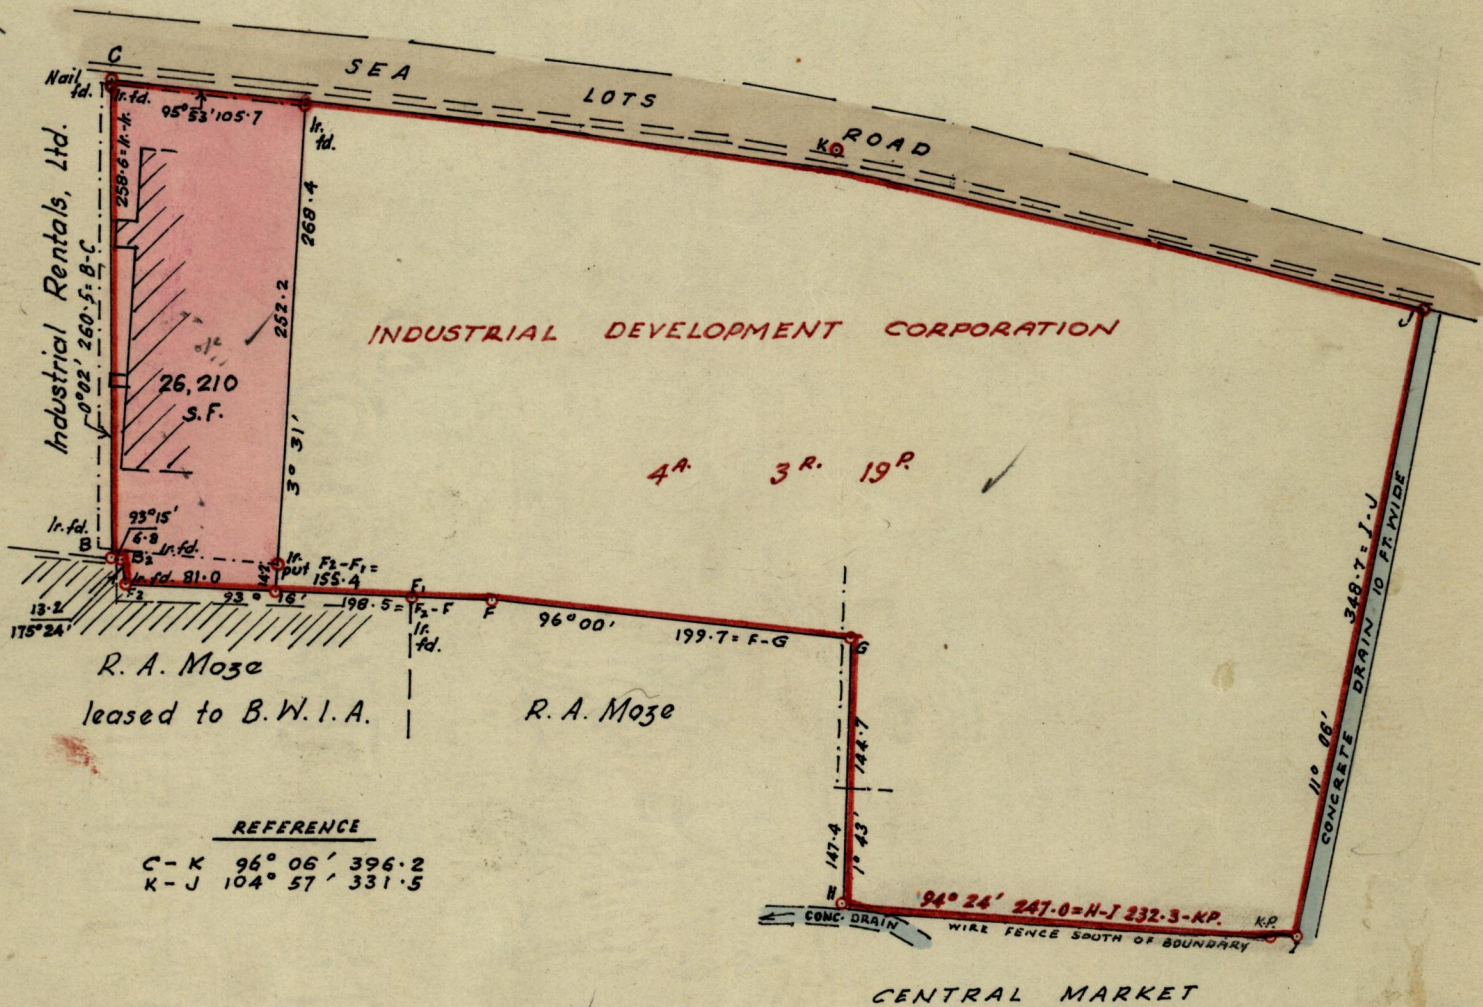 C
Nail
fd.
Ir. fd.
95° 53' 105·7
SEA LOTS ROAD
K
Ir.
fd.
Industrial Rentals, Ltd.
0° 02' 260·5 = B-C
258·6 = Ir.-Ir.
268·4
252·2
3° 31'
26,210
S.F.
INDUSTRIAL DEVELOPMENT CORPORATION
4A. 3R. 19P.
J
348·7 = I-J
11° 06'
CONCRETE DRAIN 10 FT. WIDE
Ir. fd.
B
93° 15'
6·8
B2 Ir. fd.
Ir. fd. 81·0
F2
14·2
Ir.
put
F2-F1 =
155·4
93° 16'
198·5 = F2-F
F1
Ir.
fd.
F
96° 00'
199·7 = F-G
G
13·2
175° 24'
R. A. Moze
leased to B. W. I. A.
R. A. Moze
144·7
147·4
1° 43'
H
REFERENCE
C - K 96° 06' 396·2
K - J 104° 57' 331·5
94° 24' 247·0 = H-I 232·3 - K.P.
K.P.
I
CONC. DRAIN
WIRE FENCE SOUTH OF BOUNDARY
CENTRAL MARKET